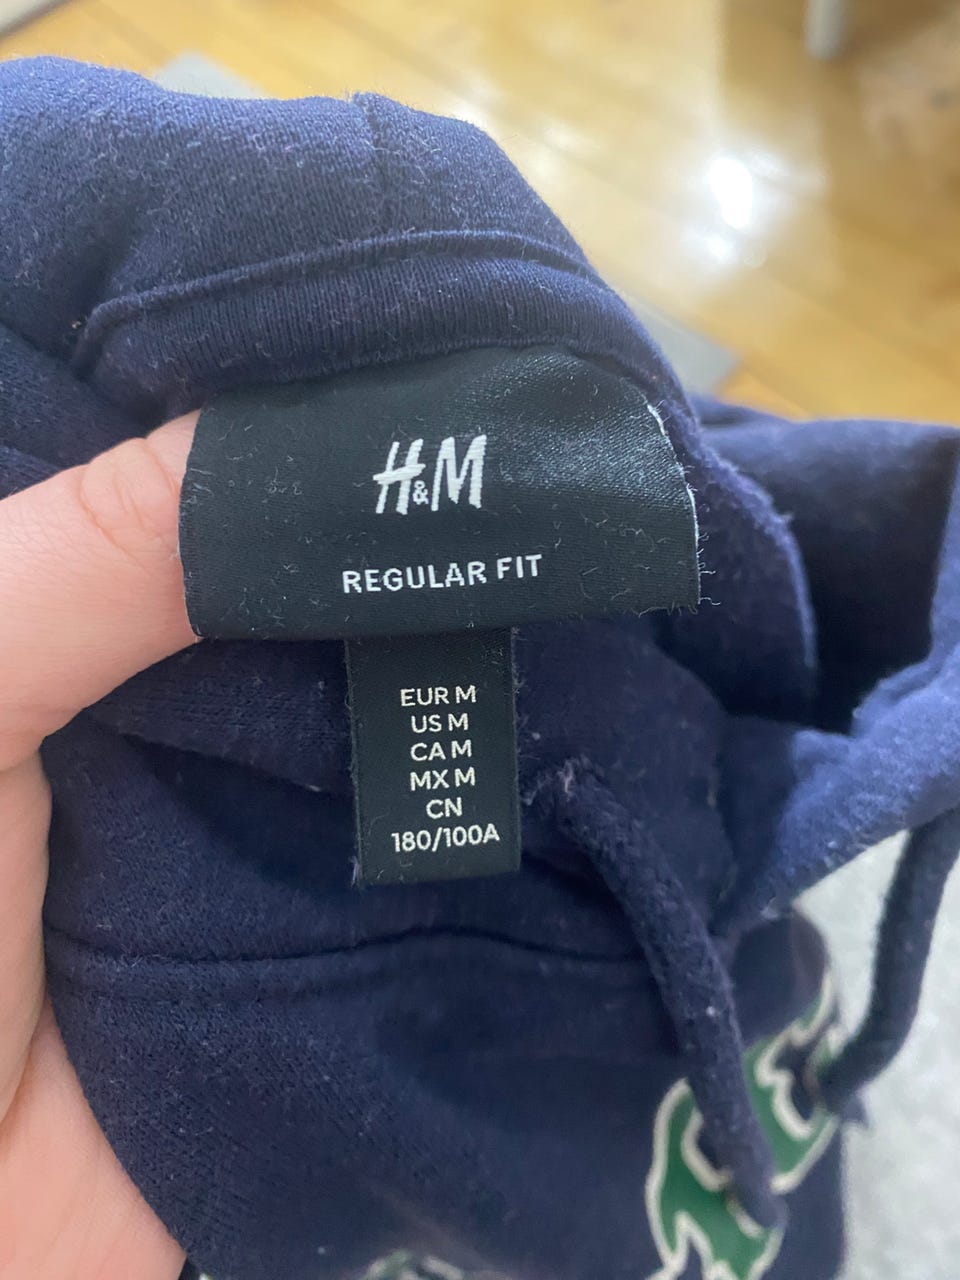 H&M
REGULAR FIT
EUR M
US M
CA M
MX M
CN
180/100A